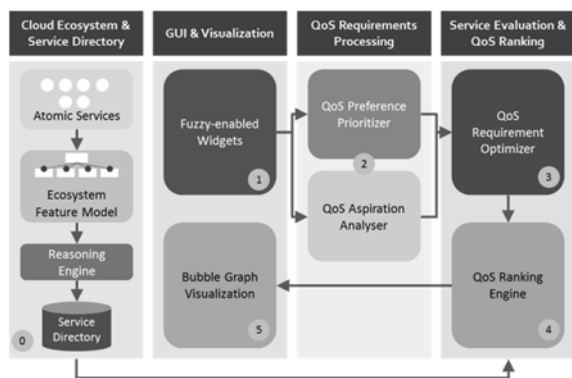 Cloud Ecosystem &
Service Directory
GUI & Visualization
QoS Requirements
Processing
Service Evaluation &
QoS Ranking
Atomic Services
Ecosystem
Feature Model
Reasoning
Engine
Service
Directory
0
Fuzzy-enabled
Widgets
1
QoS Preference
Prioritizer
2
QoS Aspiration
Analyser
QoS
Requirement
Optimizer
3
QoS Ranking
Engine
4
Bubble Graph
Visualization
5